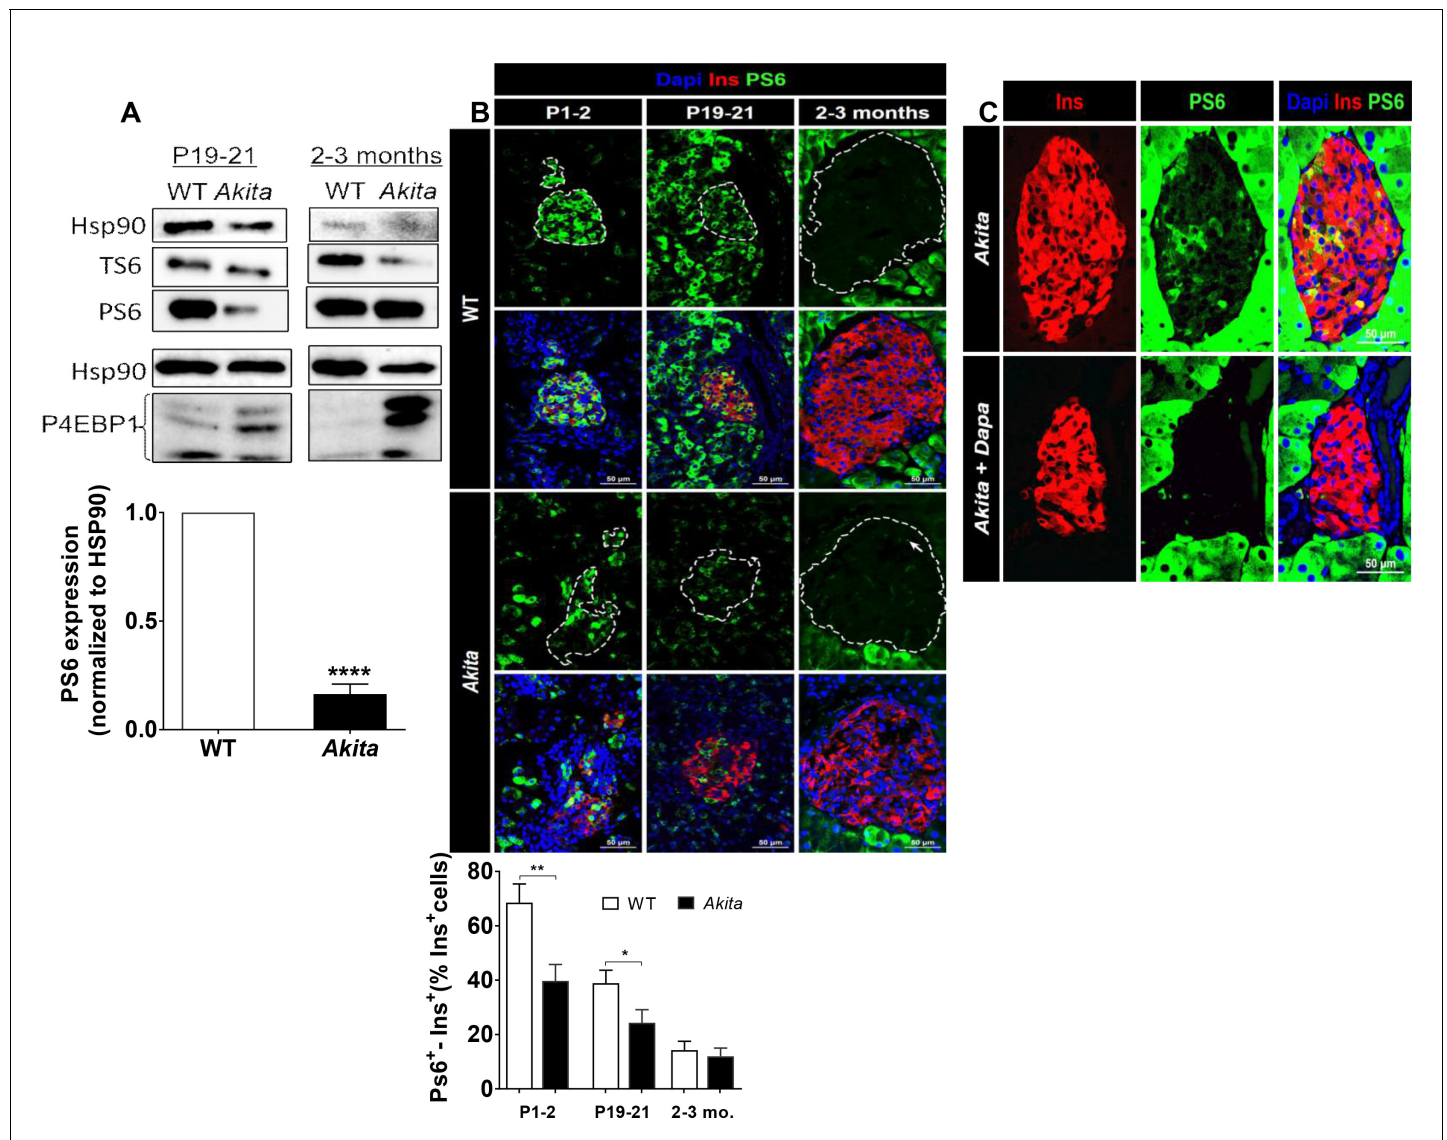 A
P19-21 2-3 months
WT Akita WT Akita
Hsp90
TS6
PS6
Hsp90
P4EBP1
PS6 expression
(normalized to HSP90)
1.0
0.5
0.0
****
WT Akita
B
Dapi Ins PS6
P1-2 P19-21 2-3 months
WT
50 µm 50 µm 50 µm
Akita
50 µm 50 µm 50 µm
Ps6+- Ins+(% Ins+cells)
80
60
40
20
0
**
*
WT Akita
P1-2 P19-21 2-3 mo.
C
Ins PS6 Dapi Ins PS6
Akita
50 µm
Akita + Dapa
50 µm